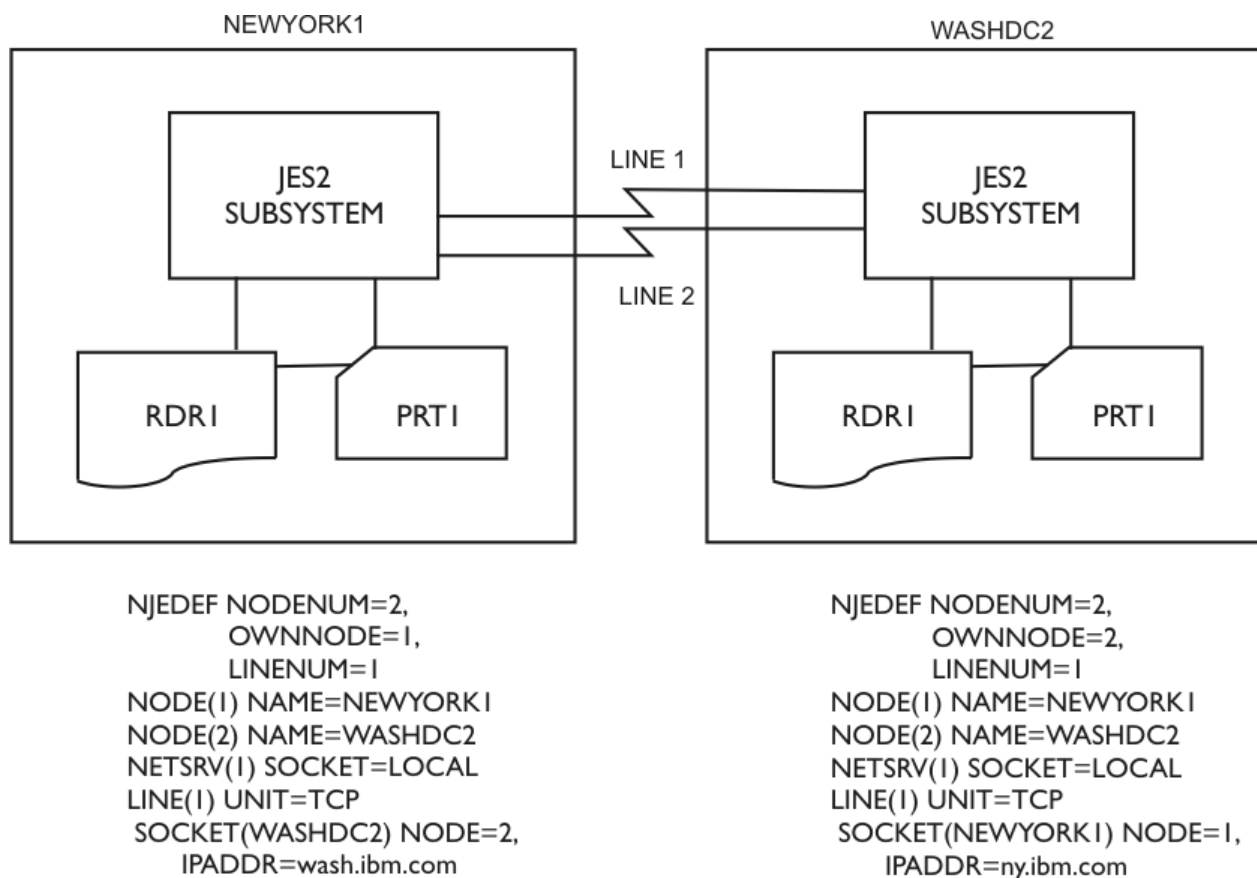 NEWYORK1
WASHDC2
JES2
SUBSYSTEM
LINE 1
JES2
SUBSYSTEM
LINE 2
RDR1
PRT1
RDR1
PRT1
NJEDEF NODENUM=2,
OWNNODE=1,
LINENUM=1
NODE(1) NAME=NEWYORK1
NODE(2) NAME=WASHDC2
NETSRV(1) SOCKET=LOCAL
LINE(1) UNIT=TCP
SOCKET(WASHDC2) NODE=2,
IPADDR=wash.ibm.com
NJEDEF NODENUM=2,
OWNNODE=2,
LINENUM=1
NODE(1) NAME=NEWYORK1
NODE(2) NAME=WASHDC2
NETSRV(1) SOCKET=LOCAL
LINE(1) UNIT=TCP
SOCKET(NEWYORK1) NODE=1,
IPADDR=ny.ibm.com